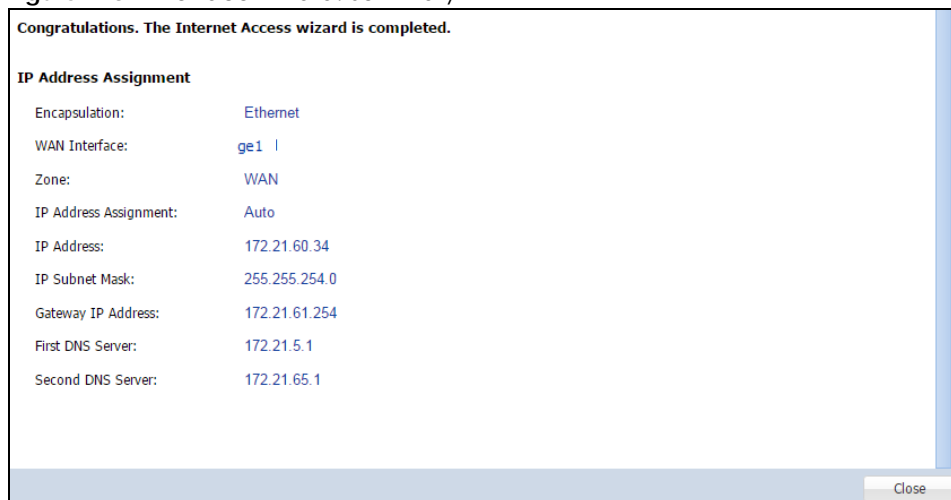 Congratulations. The Internet Access wizard is completed.
IP Address Assignment
Encapsulation: Ethernet
WAN Interface: ge1
Zone: WAN
IP Address Assignment: Auto
IP Address: 172.21.60.34
IP Subnet Mask: 255.255.254.0
Gateway IP Address: 172.21.61.254
First DNS Server: 172.21.5.1
Second DNS Server: 172.21.65.1
Close